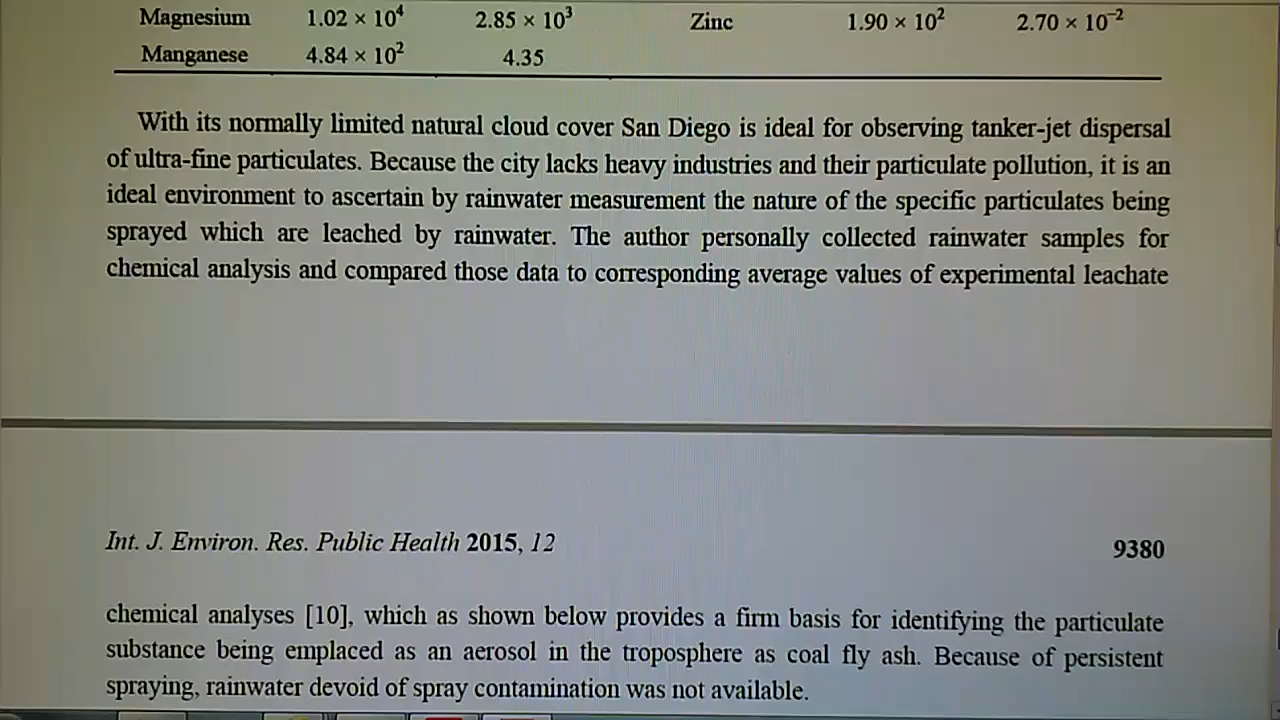 Magnesium 1.02 × 10⁴ 2.85 × 10³ Zinc 1.90 × 10² 2.70 × 10⁻²
Manganese 4.84 × 10² 4.35
With its normally limited natural cloud cover San Diego is ideal for observing tanker-jet dispersal
of ultra-fine particulates. Because the city lacks heavy industries and their particulate pollution, it is an
ideal environment to ascertain by rainwater measurement the nature of the specific particulates being
sprayed which are leached by rainwater. The author personally collected rainwater samples for
chemical analysis and compared those data to corresponding average values of experimental leachate
Int. J. Environ. Res. Public Health 2015, 12 9380
chemical analyses [10], which as shown below provides a firm basis for identifying the particulate
substance being emplaced as an aerosol in the troposphere as coal fly ash. Because of persistent
spraying, rainwater devoid of spray contamination was not available.